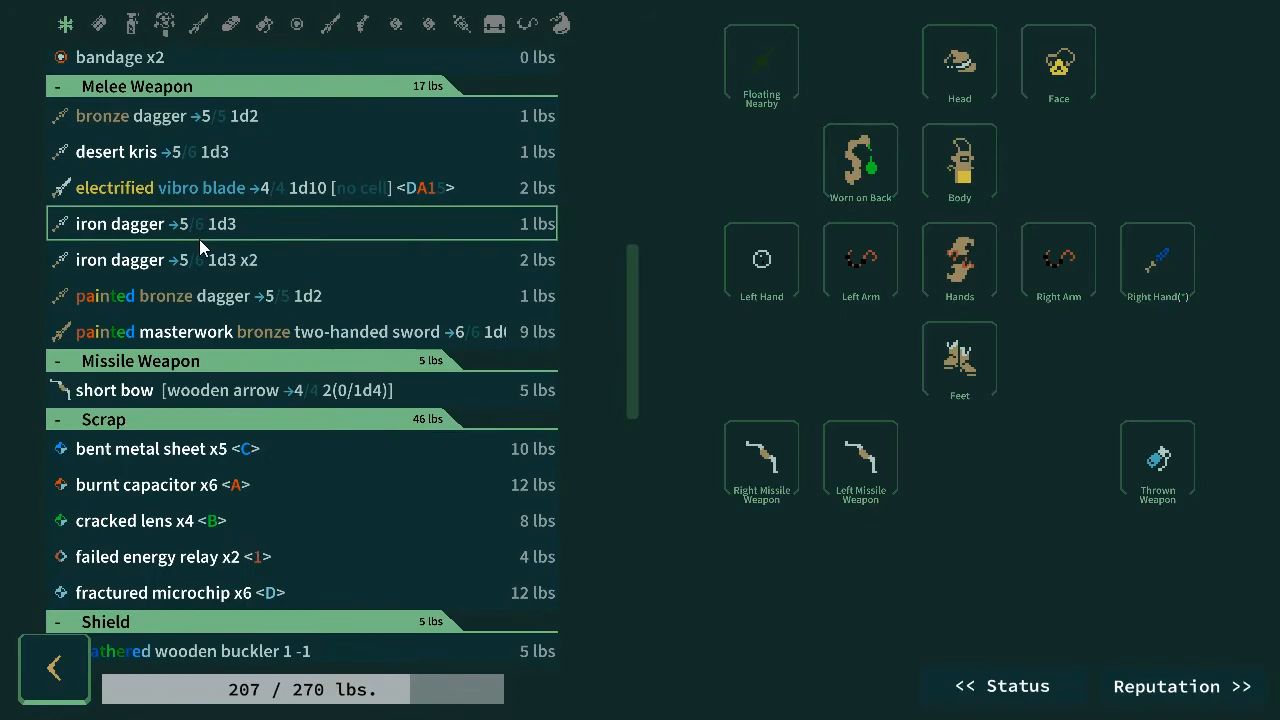 bandage x2 0 lbs
- Melee Weapon 17 lbs
bronze dagger →5/5 1d2 1 lbs
desert kris →5/6 1d3 1 lbs
electrified vibro blade →4/4 1d10 [no cell] <DA15> 2 lbs
iron dagger →5/6 1d3 1 lbs
iron dagger →5/6 1d3 x2 2 lbs
painted bronze dagger →5/5 1d2 1 lbs
painted masterwork bronze two-handed sword →6/6 1d 9 lbs
- Missile Weapon 5 lbs
short bow [wooden arrow →4/4 2(0/1d4)] 5 lbs
- Scrap 46 lbs
bent metal sheet x5 <C> 10 lbs
burnt capacitor x6 <A> 12 lbs
cracked lens x4 <B> 8 lbs
failed energy relay x2 <1> 4 lbs
fractured microchip x6 <D> 12 lbs
- Shield 5 lbs
athered wooden buckler 1 -1 5 lbs
207 / 270 lbs.
Floating
Nearby
Head
Face
Worn on Back
Body
Left Hand
Left Arm
Hands
Right Arm
Right Hand(*)
Feet
Right Missile
Weapon
Left Missile
Weapon
Thrown
Weapon
<< Status
Reputation >>